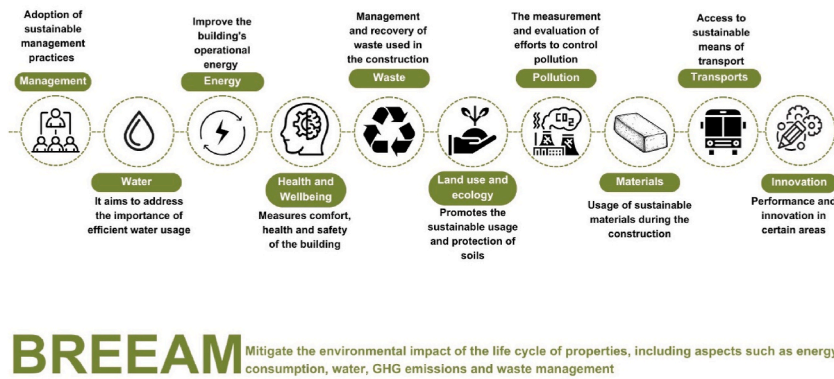 Adoption of
sustainable
management
practices
Management
Water
It aims to address
the importance of
efficient water usage
Improve the
building's
operational
energy
Energy
Health and
Wellbeing
Measures comfort,
health and safety
of the building
Management
and recovery of
waste used in
the construction
Waste
Land use and
ecology
Promotes the
sustainable usage
and protection of
soils
The measurement
and evaluation of
efforts to control
pollution
Pollution
CO2
Materials
Usage of sustainable
materials during the
construction
Access to
sustainable
means of
transport
Transports
Innovation
Performance and
innovation in
certain areas
BREEAM
Mitigate the environmental impact of the life cycle of properties, including aspects such as energy
consumption, water, GHG emissions and waste management